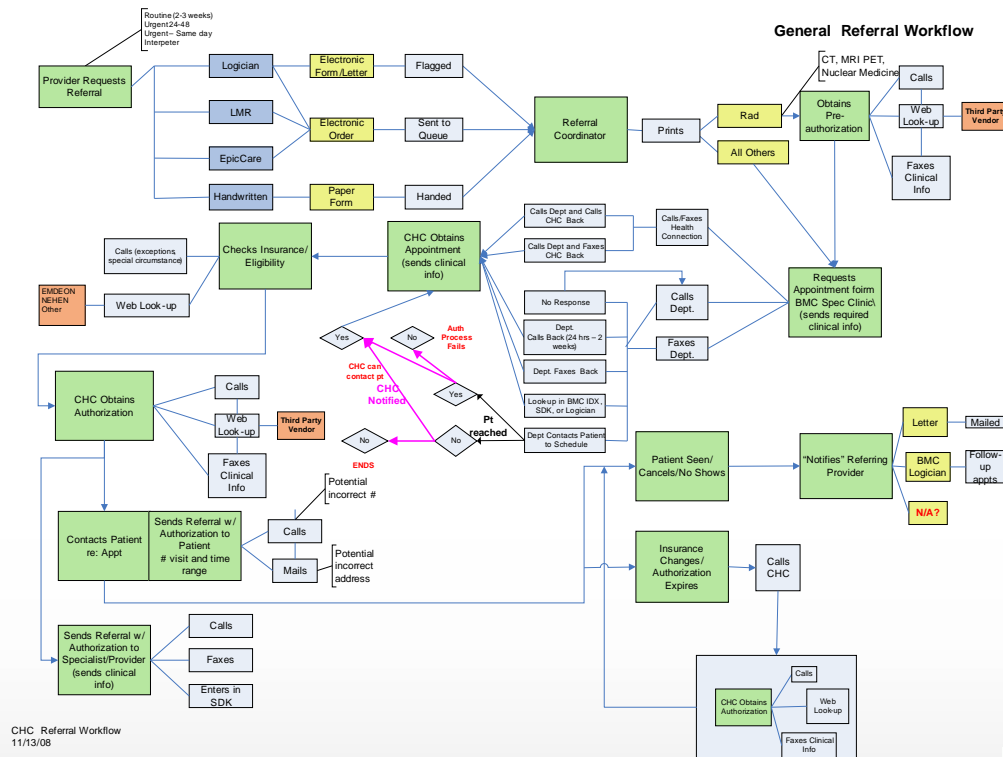 Routine (2-3 weeks)
Urgent 24-48
Urgent – Same day
Interpeter
General Referral Workflow
Provider Requests
Referral
Logician
LMR
EpicCare
Handwritten
Electronic
Form /Letter
Electronic
Order
Paper
Form
Flagged
Sent to
Queue
Handed
Referral
Coordinator
Prints
Rad
All Others
CT, MRI PET,
Nuclear Medicine
Obtains
Pre-
authorization
Calls
Web
Look-up
Faxes
Clinical
Info
Third Party
Vendor
Calls (exceptions,
special circumstance)
EMDEON
NEHEN
Other
Web Look-up
Checks Insurance/
Eligibility
CHC Obtains
Appointment
(sends clinical
info)
Calls Dept and Calls
CHC Back
Calls Dept and Faxes
CHC Back
No Response
Dept.
Calls Back (24 hrs – 2
weeks)
Dept. Faxes Back
Lookup in BMC IDX,
SDK, or Logician
Dept Contacts Patient
to Schedule
Calls/Faxes
Health
Connection
Calls
Dept.
Faxes
Dept.
Requests
Appointment foirm
BMC Spec Clinic\
(sends required
clinical info)
Yes
No
Auth
Process
Fails
CHC can
contact pt
CHC
Notified
Yes
Pt
reached
No
No
ENDS
CHC Obtains
Authorization
Calls
Web
Look-up
Faxes
Clinical
Info
Third Party
Vendor
Contacts Patient
re: Appt
Sends Referral w/
Authorization to
Patient
# visit and time
range
Calls
Mails
Potential
incorrect #
Potential
incorrect
address
Sends Referral w/
Authorization to
Specialist/Provider
(sends clinical
info)
Calls
Faxes
Enters in
SDK
Patient Seen/
Cancels/No Shows
“Notifies” Referring
Provider
Letter
Mailed
BMC
Logician
Follow-
up
appts
N/A?
Insurance
Changes/
Authorization
Expires
Calls
CHC
CHC Obtains
Authorization
Calls
Web
Look-up
Faxes Clinical
Info
CHC Referral Workflow
11/13/08